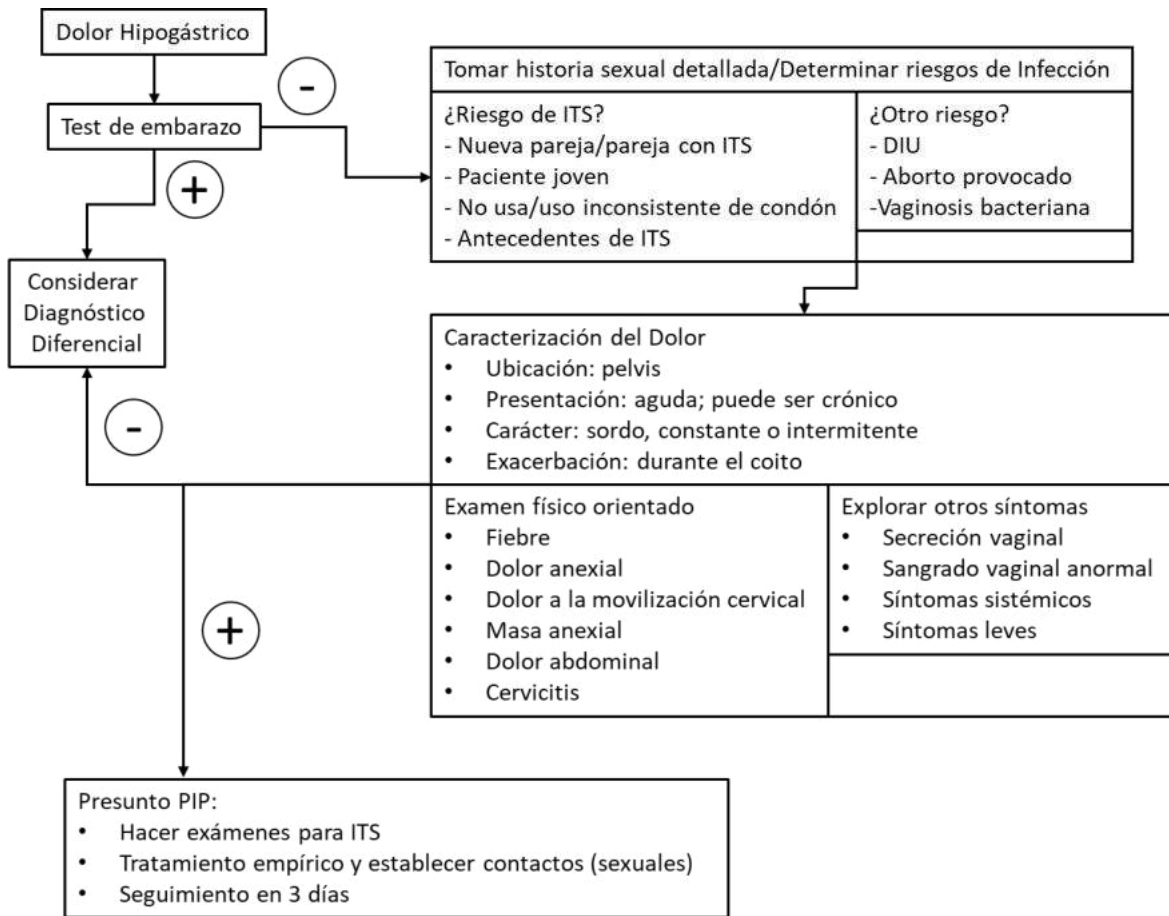 Dolor Hipogástrico
Test de embarazo
-
+
Considerar
Diagnóstico
Diferencial
-
Tomar historia sexual detallada/Determinar riesgos de Infección
¿Riesgo de ITS?
- Nueva pareja/pareja con ITS
- Paciente joven
- No usa/uso inconsistente de condón
- Antecedentes de ITS
¿Otro riesgo?
- DIU
- Aborto provocado
-Vaginosis bacteriana
Caracterización del Dolor
• Ubicación: pelvis
• Presentación: aguda; puede ser crónico
• Carácter: sordo, constante o intermitente
• Exacerbación: durante el coito
Examen físico orientado
• Fiebre
• Dolor anexial
• Dolor a la movilización cervical
• Masa anexial
• Dolor abdominal
• Cervicitis
Explorar otros síntomas
• Secreción vaginal
• Sangrado vaginal anormal
• Síntomas sistémicos
• Síntomas leves
+
Presunto PIP:
• Hacer exámenes para ITS
• Tratamiento empírico y establecer contactos (sexuales)
• Seguimiento en 3 días